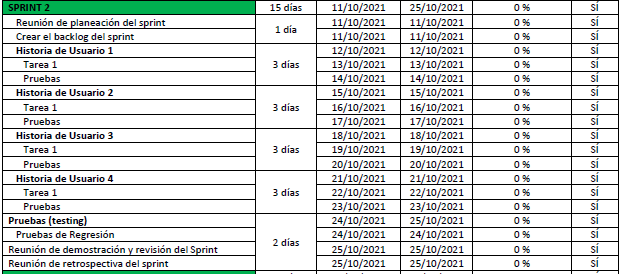 SPRINT 2 15 días 11/10/2021 25/10/2021 0 % SÍ
Reunión de planeación del sprint 1 día 11/10/2021 11/10/2021 0 % SÍ
Crear el backlog del sprint 11/10/2021 11/10/2021 0 % SÍ
Historia de Usuario 1 3 días 12/10/2021 12/10/2021 0 % SÍ
Tarea 1 13/10/2021 13/10/2021 0 % SÍ
Pruebas 14/10/2021 14/10/2021 0 % SÍ
Historia de Usuario 2 3 días 15/10/2021 15/10/2021 0 % SÍ
Tarea 1 16/10/2021 16/10/2021 0 % SÍ
Pruebas 17/10/2021 17/10/2021 0 % SÍ
Historia de Usuario 3 3 días 18/10/2021 18/10/2021 0 % SÍ
Tarea 1 19/10/2021 19/10/2021 0 % SÍ
Pruebas 20/10/2021 20/10/2021 0 % SÍ
Historia de Usuario 4 3 días 21/10/2021 21/10/2021 0 % SÍ
Tarea 1 22/10/2021 22/10/2021 0 % SÍ
Pruebas 23/10/2021 23/10/2021 0 % SÍ
Pruebas (testing) 2 días 24/10/2021 25/10/2021 0 % SÍ
Pruebas de Regresión 24/10/2021 24/10/2021 0 % SÍ
Reunión de demostración y revisión del Sprint 25/10/2021 25/10/2021 0 % SÍ
Reunión de retrospectiva del sprint 25/10/2021 25/10/2021 0 % SÍ